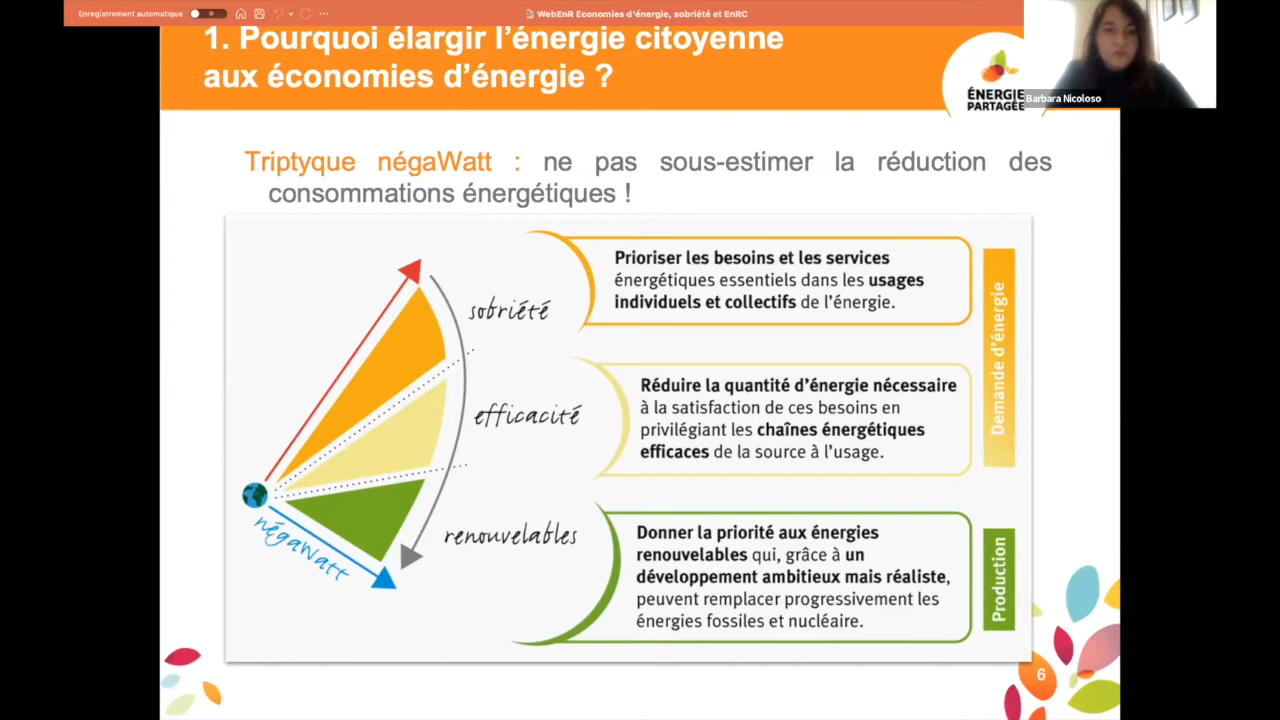 Enregistrement automatique
WebEnR Economies d'énergie, sobriété et EnRC
1. Pourquoi élargir l'énergie citoyenne
aux économies d'énergie ?
ÉNERGIE
PARTAGÉE
Barbara Nicoloso
Triptyque négaWatt : ne pas sous-estimer la réduction des
consommations énergétiques !
sobriété
Prioriser les besoins et les services
énergétiques essentiels dans les usages
individuels et collectifs de l'énergie.
efficacité
Réduire la quantité d'énergie nécessaire
à la satisfaction de ces besoins en
privilégiant les chaînes énergétiques
efficaces de la source à l'usage.
Demande d'énergie
négaWatt
renouvelables
Donner la priorité aux énergies
renouvelables qui, grâce à un
développement ambitieux mais réaliste,
peuvent remplacer progressivement les
énergies fossiles et nucléaire.
Production
6